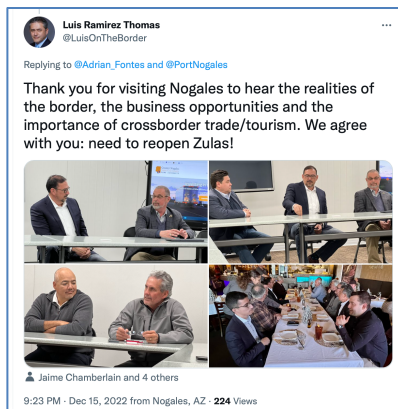 Luis Ramirez Thomas
@LuisOnTheBorder
Replying to @Adrian_Fontes and @PortNogales
Thank you for visiting Nogales to hear the realities of
the border, the business opportunities and the
importance of crossborder trade/tourism. We agree
with you: need to reopen Zulas!
Jaime Chamberlain and 4 others
9:23 PM · Dec 15, 2022 from Nogales, AZ · 224 Views